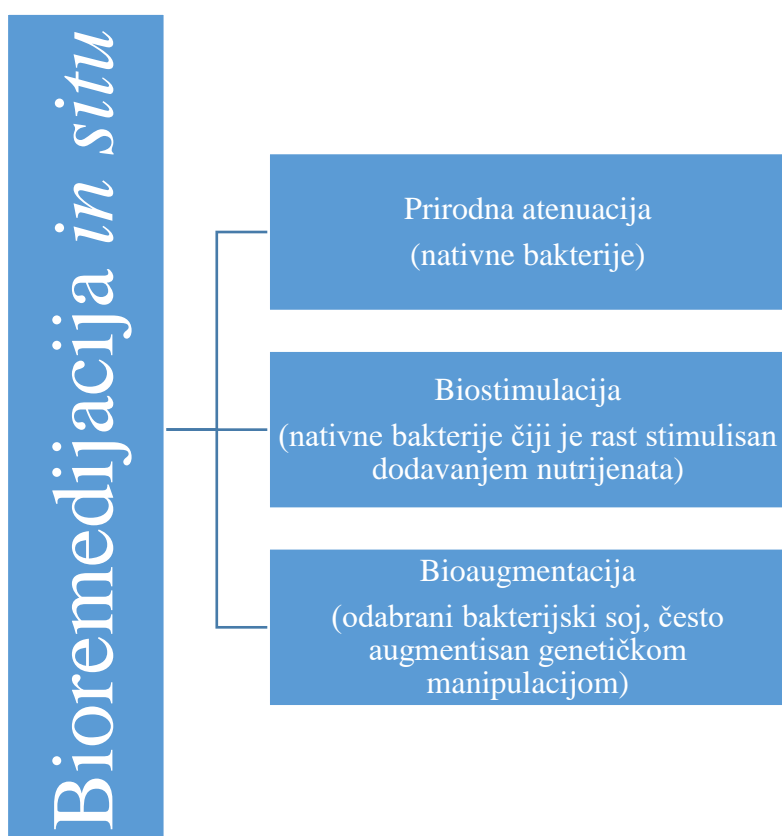 Bioremedijacija in situ
Prirodna atenuacija
(nativne bakterije)
Biostimulacija
(nativne bakterije čiji je rast stimulisan
dodavanjem nutrijenata)
Bioaugmentacija
(odabrani bakterijski soj, često
augmentisan genetičkom
manipulacijom)